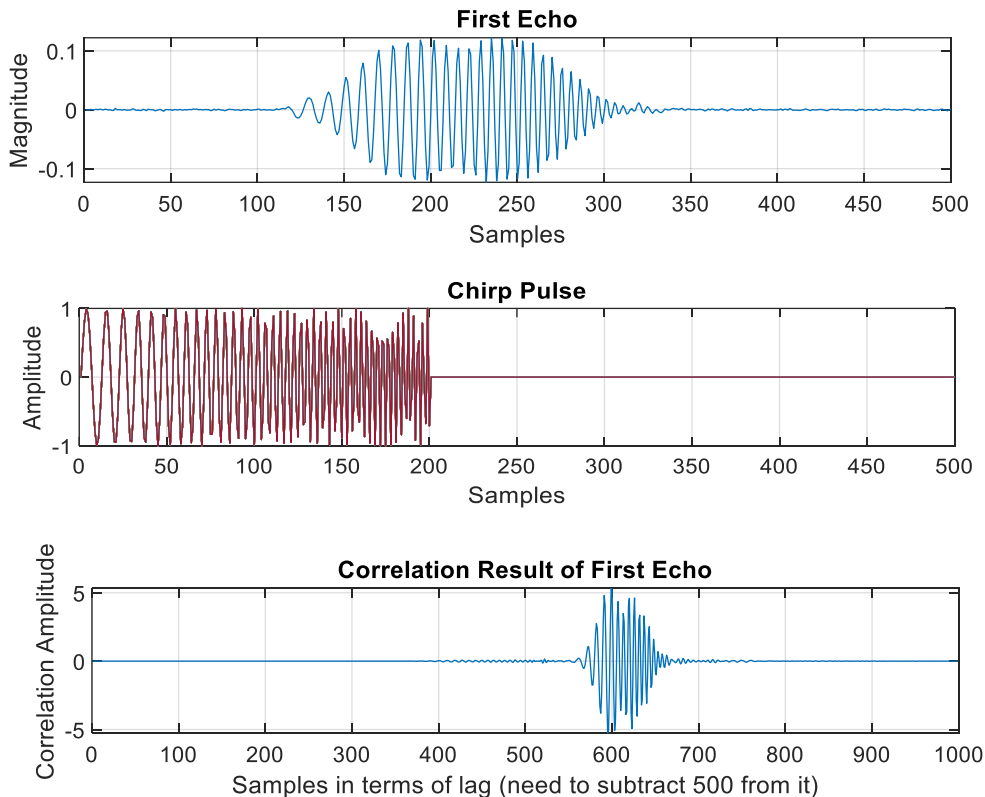 First Echo
Magnitude
0.1
0
-0.1
0 50 100 150 200 250 300 350 400 450 500
Samples
Chirp Pulse
Amplitude
1
0
-1
0 50 100 150 200 250 300 350 400 450 500
Samples
Correlation Result of First Echo
Correlation Amplitude
5
0
-5
0 100 200 300 400 500 600 700 800 900 1000
Samples in terms of lag (need to subtract 500 from it)